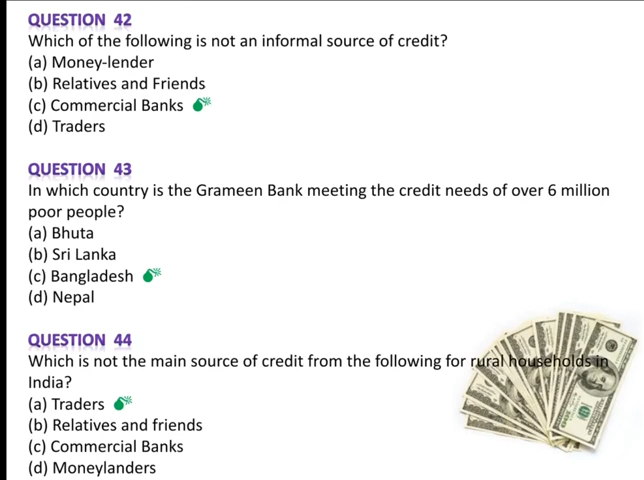 QUESTION 42
Which of the following is not an informal source of credit?
(a) Money-lender
(b) Relatives and Friends
(c) Commercial Banks
(d) Traders
QUESTION 43
In which country is the Grameen Bank meeting the credit needs of over 6 million
poor people?
(a) Bhuta
(b) Sri Lanka
(c) Bangladesh
(d) Nepal
QUESTION 44
Which is not the main source of credit from the following for rural households in
India?
(a) Traders
(b) Relatives and friends
(c) Commercial Banks
(d) Moneylanders